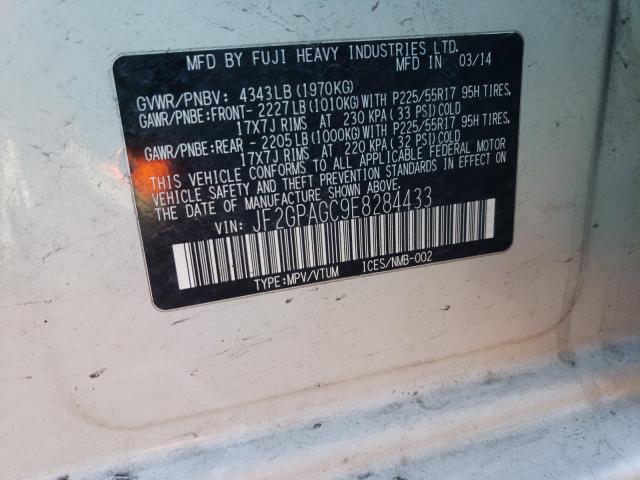 MFD BY FUJI HEAVY INDUSTRIES LTD.
MFD IN 03/14
GVWR/PNBV: 4343LB (1970KG)
GAWR/PNBE:FRONT- 2227LB (1010KG) WITH P225/55R17 95H TIRES,
17X7J RIMS AT 230 KPA (33 PSI) COLD
GAWR/PNBE:REAR - 2205LB (1000KG) WITH P225/55R17 95H TIRES,
17X7J RIMS AT 220 KPA (32 PSI) COLD
THIS VEHICLE CONFORMS TO ALL APPLICABLE FEDERAL MOTOR
VEHICLE SAFETY AND THEFT PREVENTION STANDARDS IN EFFECT
ON THE DATE OF MANUFACTURE SHOWN ABOVE.
VIN: JF2GPAGC9E8284433
TYPE:MPV/VTUM ICES/NMB-002